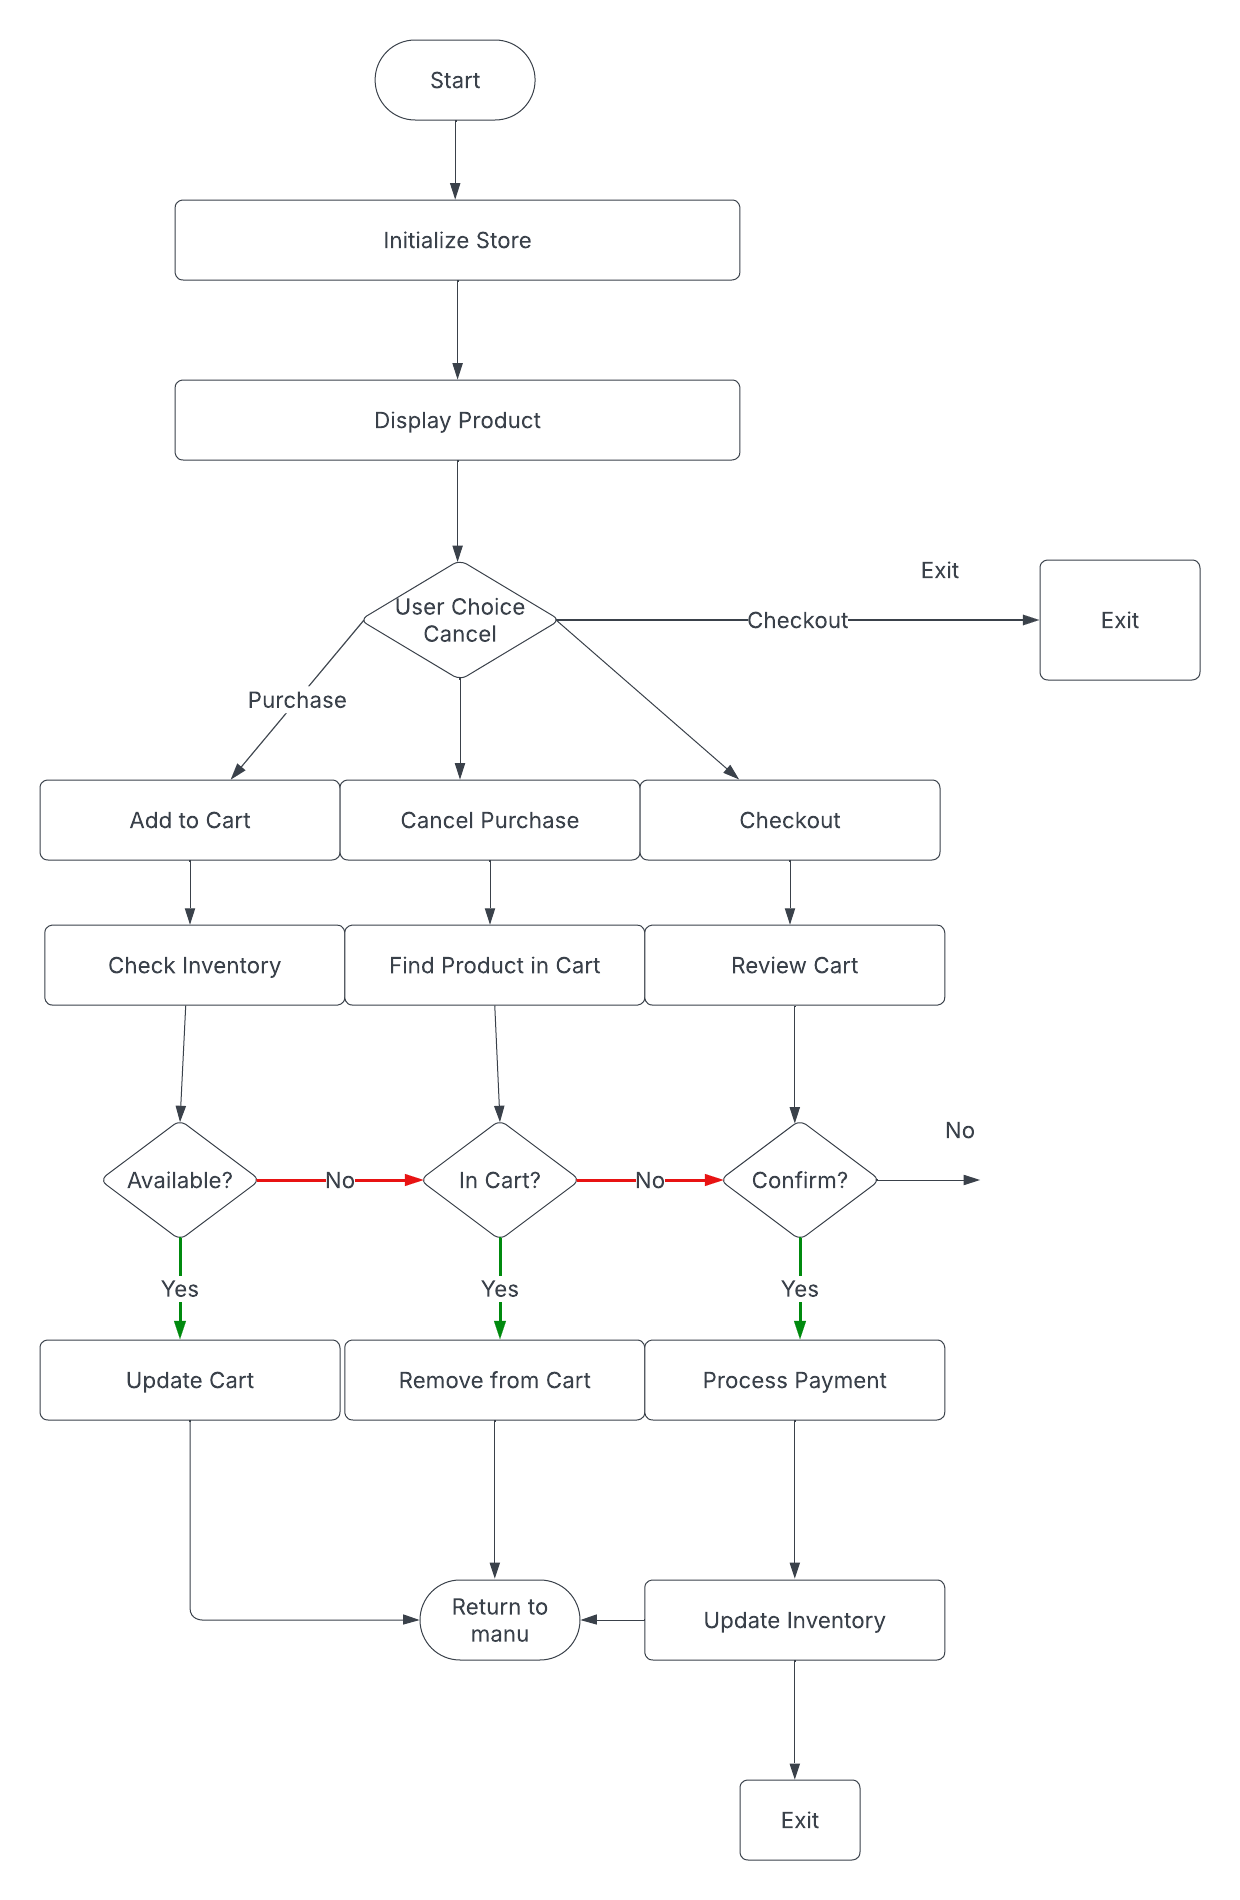 Start
Initialize Store
Display Product
User Choice
Cancel
Exit
Checkout
Exit
Purchase
Add to Cart
Cancel Purchase
Checkout
Check Inventory
Find Product in Cart
Review Cart
No
Available?
No
In Cart?
No
Confirm?
Yes
Yes
Yes
Update Cart
Remove from Cart
Process Payment
Return to
manu
Update Inventory
Exit